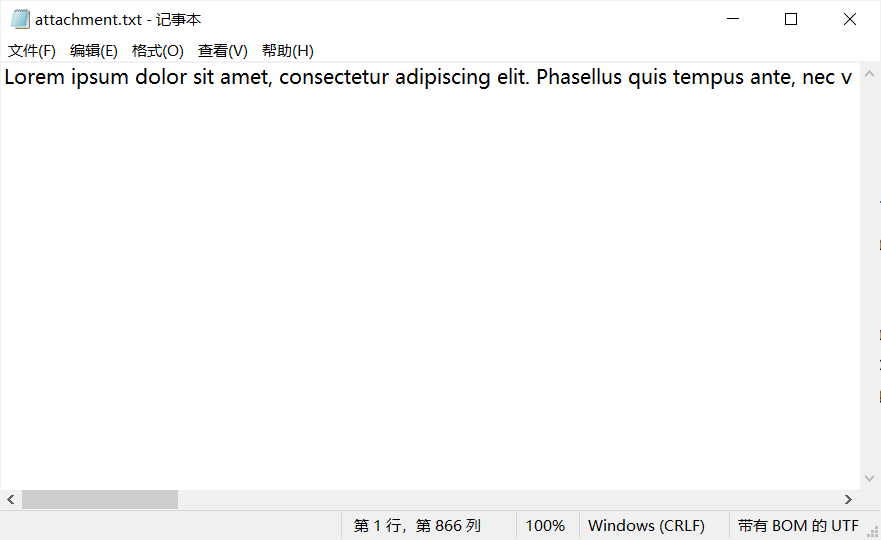 attachment.txt - 记事本
文件(F) 编辑(E) 格式(O) 查看(V) 帮助(H)
Lorem ipsum dolor sit amet, consectetur adipiscing elit. Phasellus quis tempus ante, nec v
第 1 行，第 866 列 100% Windows (CRLF) 带有 BOM 的 UTF